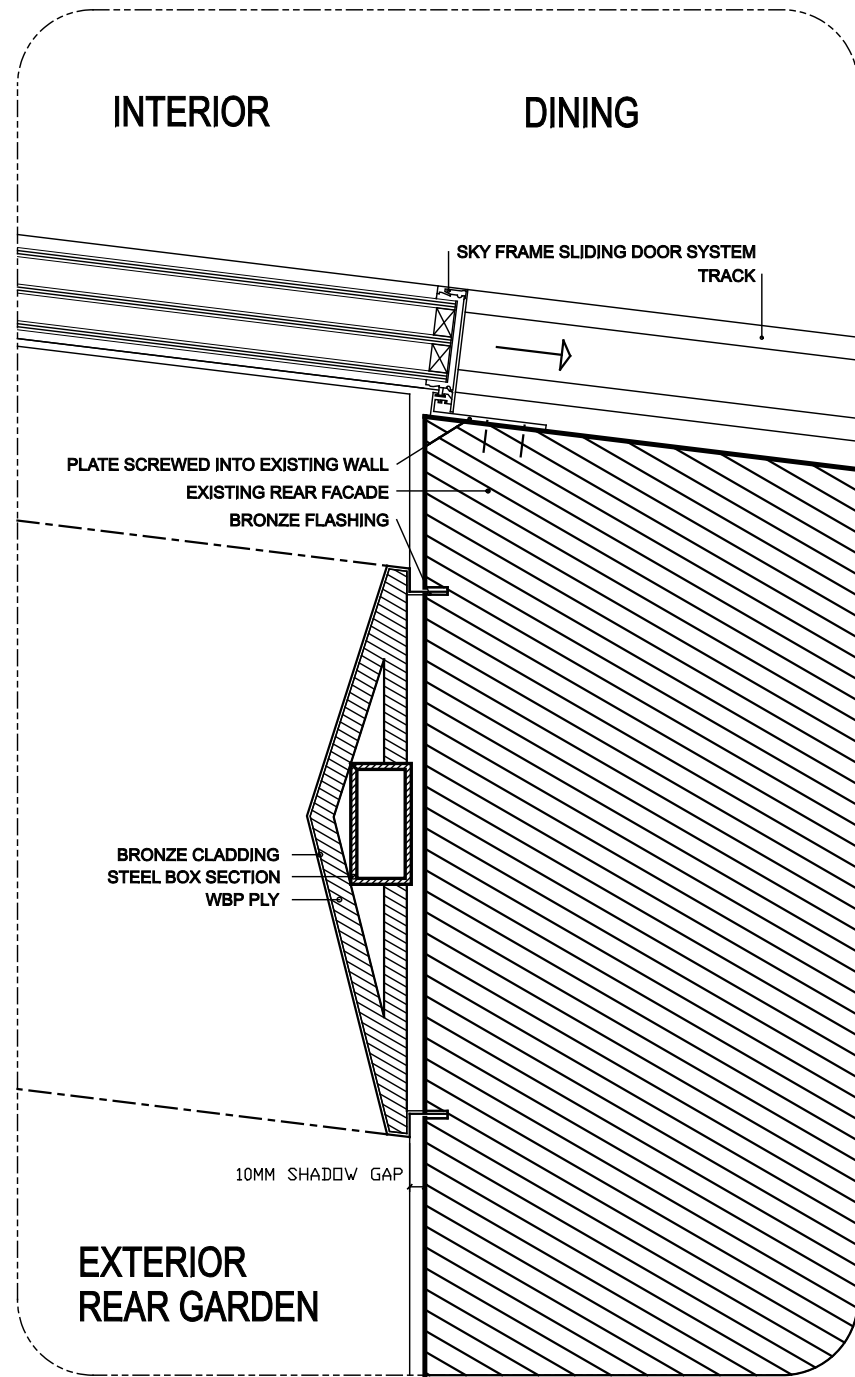 INTERIOR
DINING
SKY FRAME SLIDING DOOR SYSTEM
TRACK
PLATE SCREWED INTO EXISTING WALL
EXISTING REAR FACADE
BRONZE FLASHING
BRONZE CLADDING
STEEL BOX SECTION
WBP PLY
10MM SHADOW GAP
EXTERIOR
REAR GARDEN